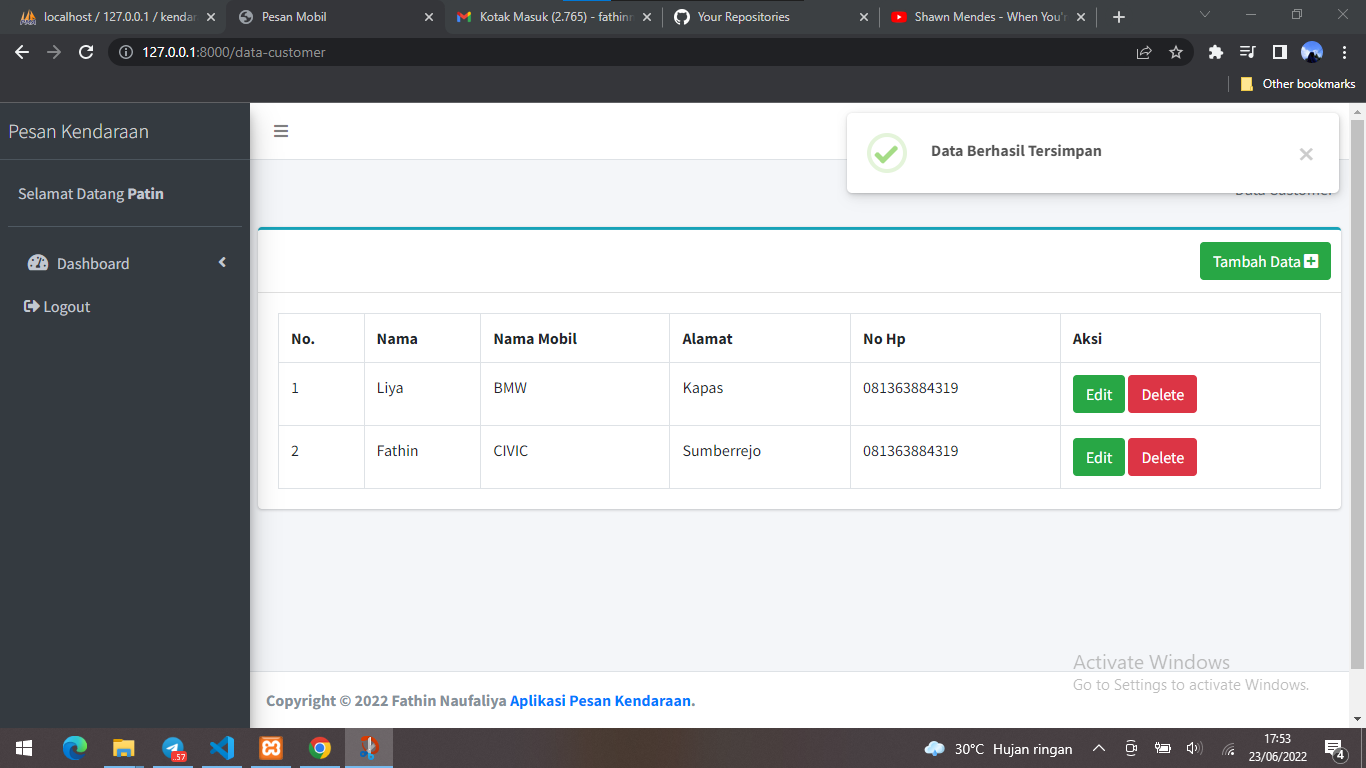 localhost / 127.0.0.1 / kendar
Pesan Mobil
Kotak Masuk (2.765) - fathinn
Your Repositories
Shawn Mendes - When You'r
127.0.0.1:8000/data-customer
Other bookmarks
Pesan Kendaraan
Data Berhasil Tersimpan
Selamat Datang Patin
Data Customer
Dashboard
Logout
Tambah Data
No. Nama Nama Mobil Alamat No Hp Aksi
1 Liya BMW Kapas 081363884319 Edit Delete
2 Fathin CIVIC Sumberrejo 081363884319 Edit Delete
Activate Windows
Go to Settings to activate Windows.
Copyright © 2022 Fathin Naufaliya Aplikasi Pesan Kendaraan.
.57
30°C Hujan ringan
17:53
23/06/2022
4